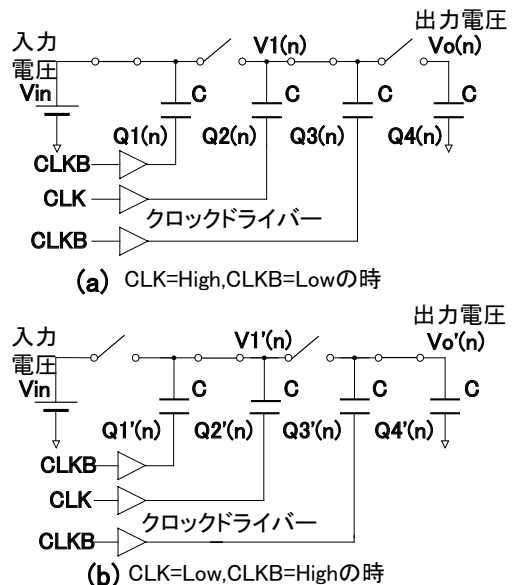 入力
電圧
Vin
V1(n)
出力電圧
Vo(n)
C
C
C
C
Q1(n)
Q2(n)
Q3(n)
Q4(n)
CLKB
CLK
CLKB
クロックドライバー
(a) CLK=High,CLKB=Lowの時
入力
電圧
Vin
V1'(n)
出力電圧
Vo'(n)
C
C
C
C
Q1'(n)
Q2'(n)
Q3'(n)
Q4'(n)
CLKB
CLK
CLKB
クロックドライバー
(b) CLK=Low,CLKB=Highの時